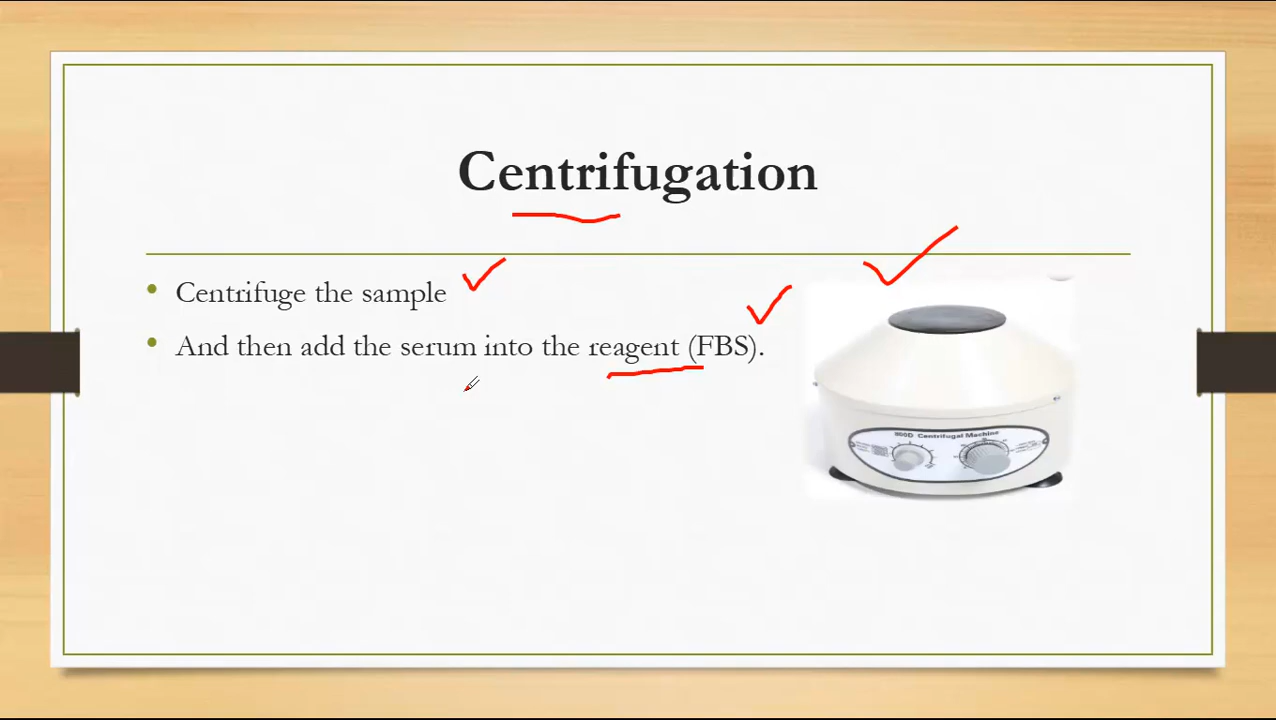 Centrifugation
• Centrifuge the sample
• And then add the serum into the reagent (FBS).
800D Centrifugal Machine